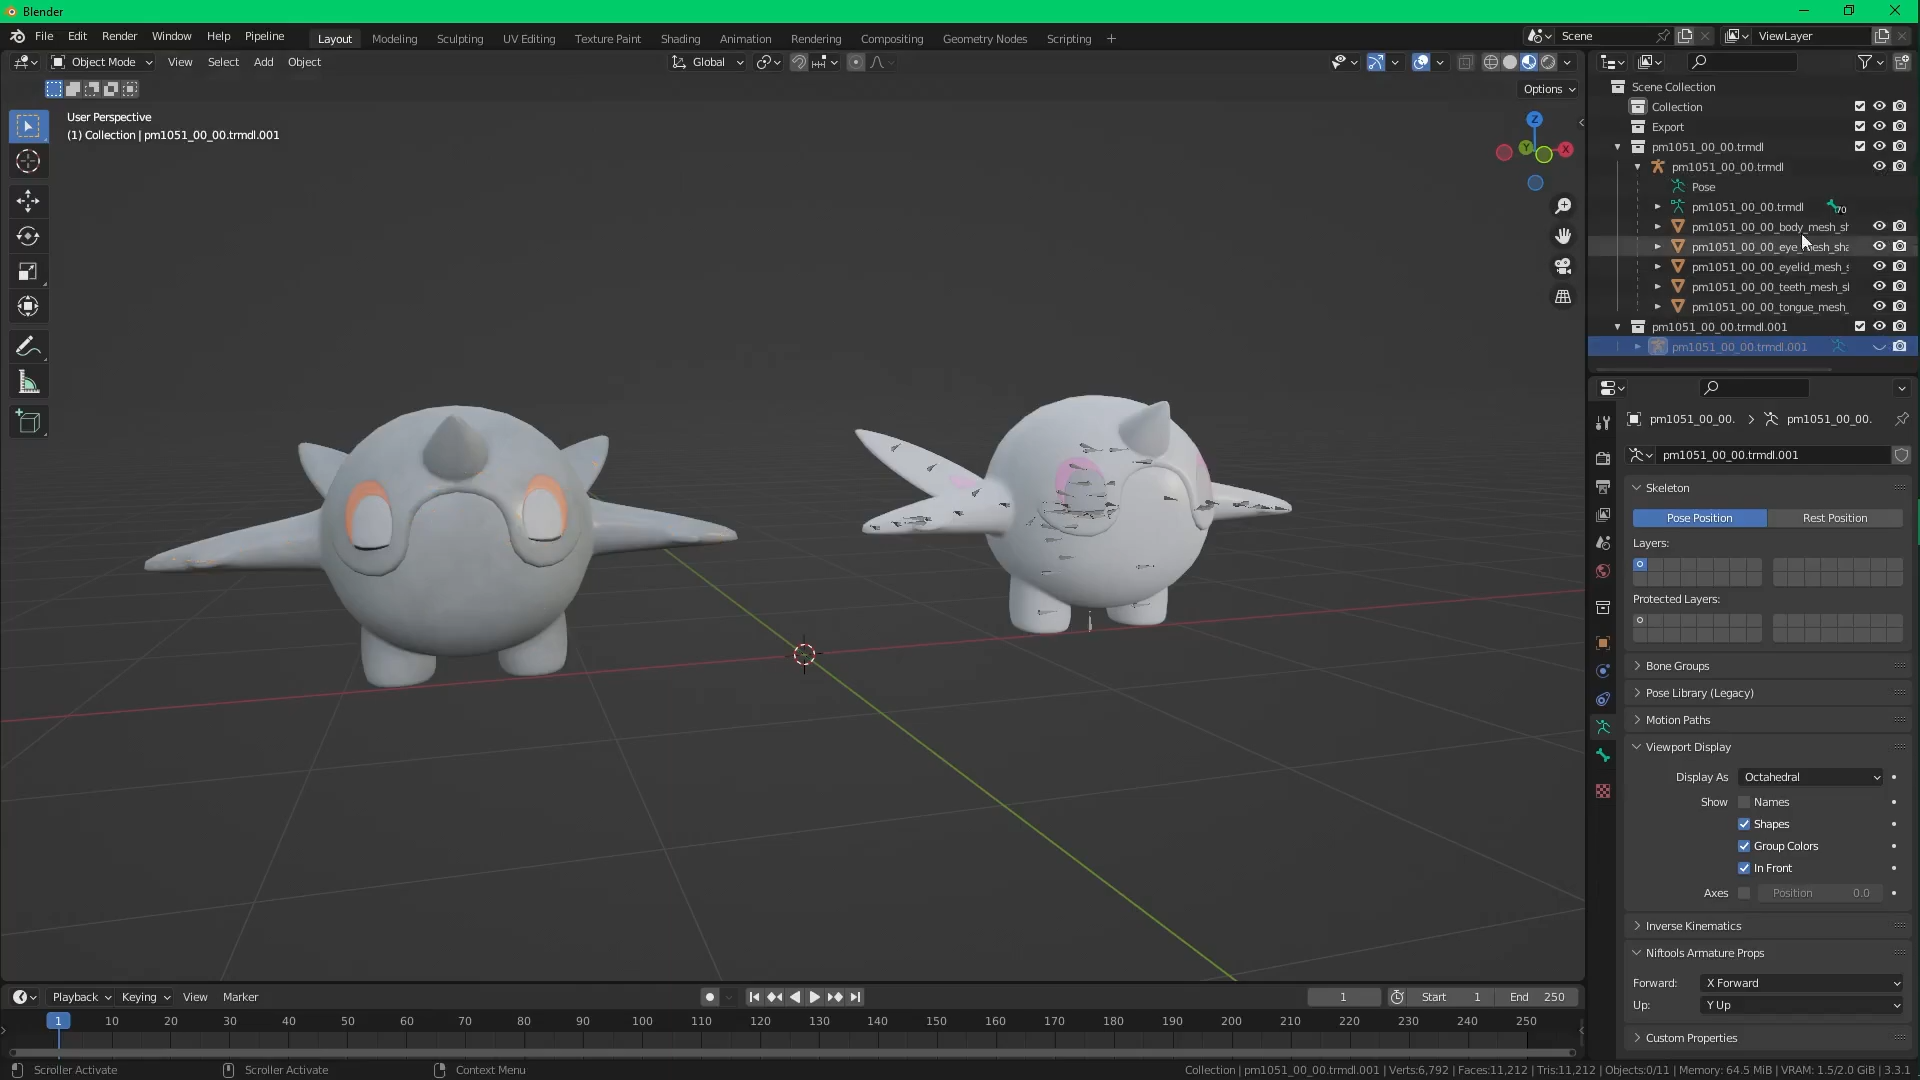 Blender
File Edit Render Window Help Pipeline
Layout Modeling Sculpting UV Editing Texture Paint Shading Animation Rendering Compositing Geometry Nodes Scripting
Scene
ViewLayer
Object Mode View Select Add Object
Global
Options
User Perspective
(1) Collection | pm1051_00_00.trmdl.001
Z
Y
X
Scene Collection
Collection
Export
pm1051_00_00.trmdl
pm1051_00_00.trmdl
Pose
pm1051_00_00.trmdl
70
pm1051_00_00_body_mesh_sh
pm1051_00_00_eye_mesh_sha
pm1051_00_00_eyelid_mesh_s
pm1051_00_00_teeth_mesh_sl
pm1051_00_00_tongue_mesh_
pm1051_00_00.trmdl.001
pm1051_00_00.trmdl.001
pm1051_00_00. pm1051_00_00.
pm1051_00_00.trmdl.001
Skeleton
Pose Position Rest Position
Layers:
Protected Layers:
Bone Groups
Pose Library (Legacy)
Motion Paths
Viewport Display
Display As Octahedral
Show Names
Shapes
Group Colors
In Front
Axes Position 0.0
Inverse Kinematics
Niftools Armature Props
Forward: X Forward
Up: Y Up
Custom Properties
Playback Keying View Marker
1 Start 1 End 250
1 10 20 30 40 50 60 70 80 90 100 110 120 130 140 150 160 170 180 190 200 210 220 230 240 250
Scroller Activate Scroller Activate Context Menu
Collection | pm1051_00_00.trmdl.001 | Verts:6,792 | Faces:11,212 | Tris:11,212 | Objects:0/11 | Memory: 64.5 MiB | VRAM: 1.5/2.0 GiB | 3.3.1